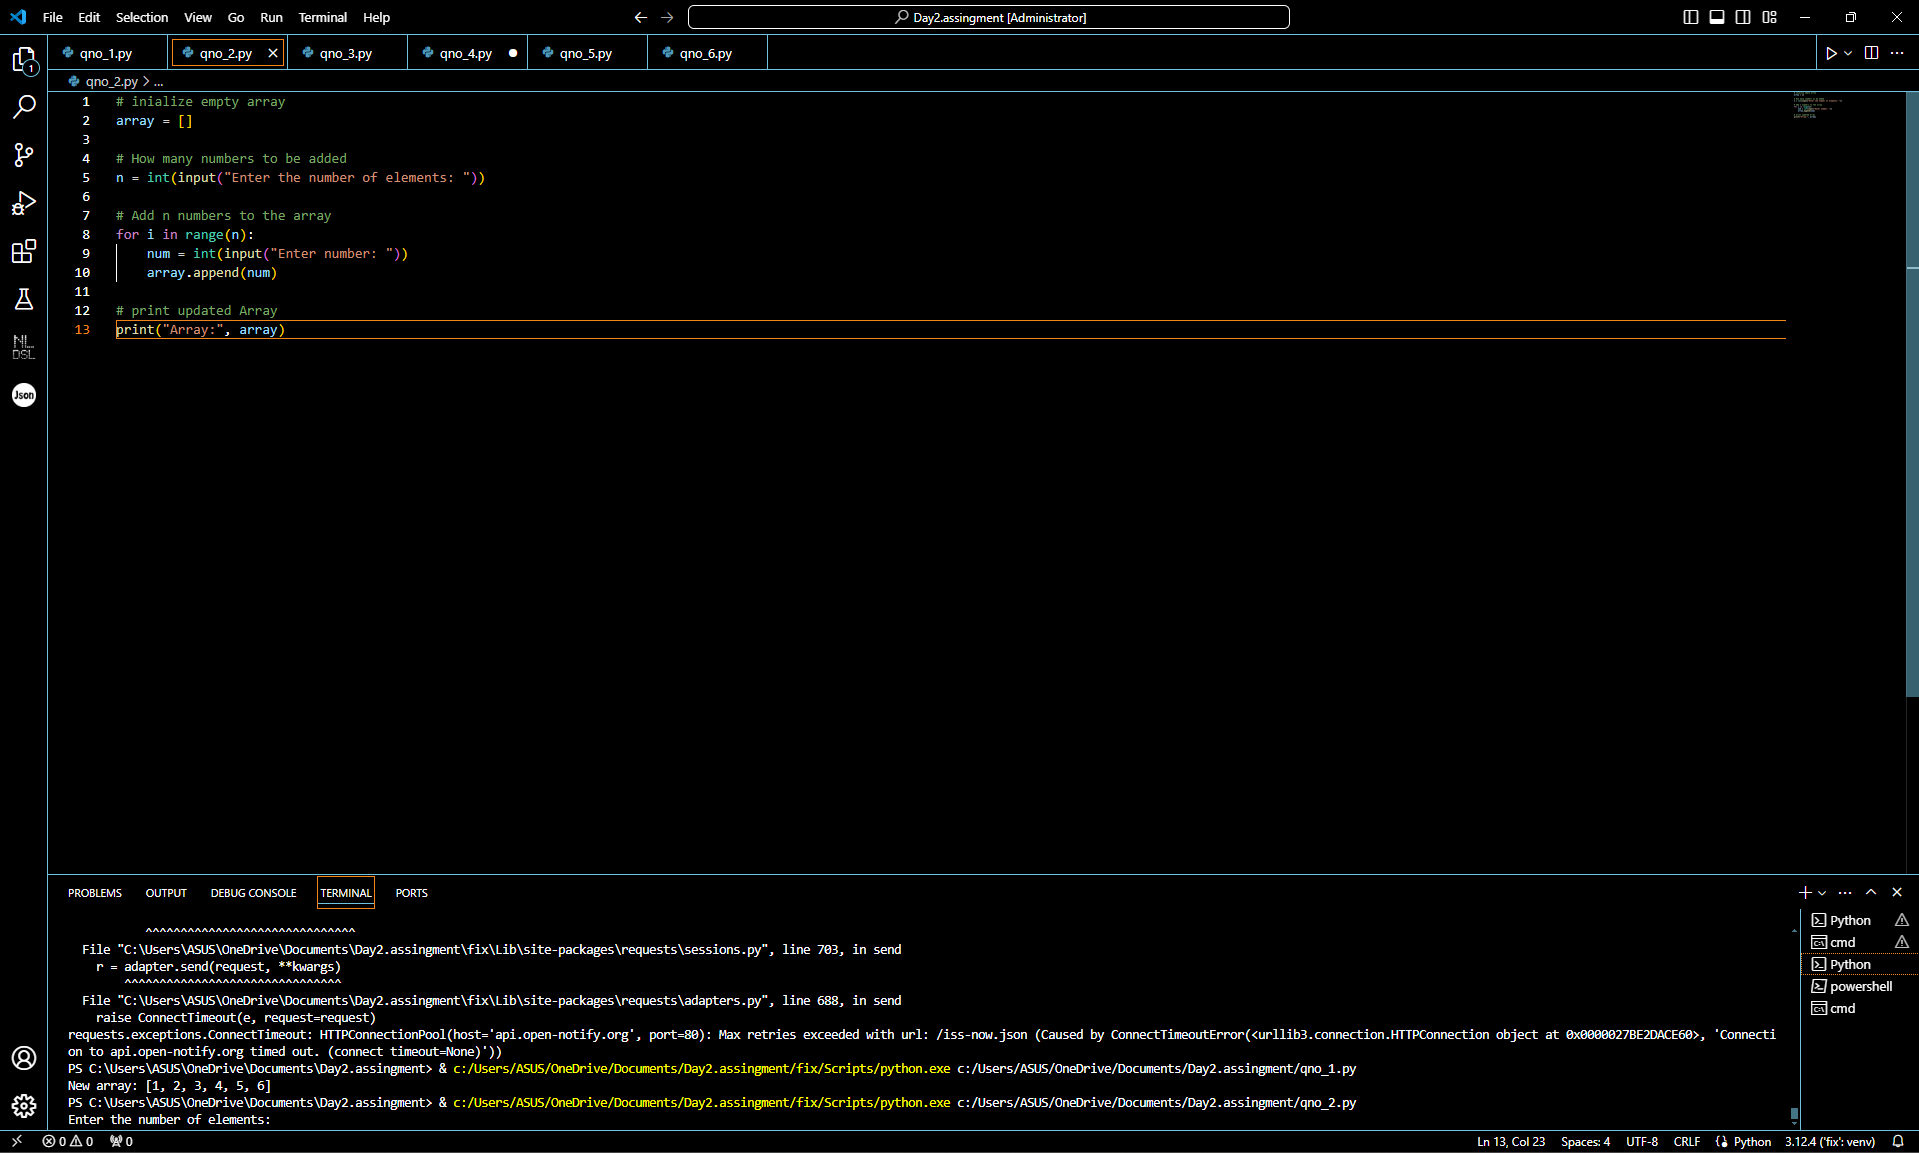 File Edit Selection View Go Run Terminal Help
Day2.assingment [Administrator]
qno_1.py qno_2.py qno_3.py qno_4.py qno_5.py qno_6.py
qno_2.py > ...
1 # inialize empty array
2 array = []
3
4 # How many numbers to be added
5 n = int(input("Enter the number of elements: "))
6
7 # Add n numbers to the array
8 for i in range(n):
9 num = int(input("Enter number: "))
10 array.append(num)
11
12 # print updated Array
13 print("Array:", array)
1
NL
DSL
Json
PROBLEMS OUTPUT DEBUG CONSOLE TERMINAL PORTS
^^^^^^^^^^^^^^^^^^^^^^^^^^^^^^
File "C:\Users\ASUS\OneDrive\Documents\Day2.assingment\fix\Lib\site-packages\requests\sessions.py", line 703, in send
r = adapter.send(request, **kwargs)
^^^^^^^^^^^^^^^^^^^^^^^^^^^^^^^
File "C:\Users\ASUS\OneDrive\Documents\Day2.assingment\fix\Lib\site-packages\requests\adapters.py", line 688, in send
raise ConnectTimeout(e, request=request)
requests.exceptions.ConnectTimeout: HTTPConnectionPool(host='api.open-notify.org', port=80): Max retries exceeded with url: /iss-now.json (Caused by ConnectTimeoutError(<urllib3.connection.HTTPConnection object at 0x0000027BE2DACE60>, 'Connecti
on to api.open-notify.org timed out. (connect timeout=None)'))
PS C:\Users\ASUS\OneDrive\Documents\Day2.assingment> & c:/Users/ASUS/OneDrive/Documents/Day2.assingment/fix/Scripts/python.exe c:/Users/ASUS/OneDrive/Documents/Day2.assingment/qno_1.py
New array: [1, 2, 3, 4, 5, 6]
PS C:\Users\ASUS\OneDrive\Documents\Day2.assingment> & c:/Users/ASUS/OneDrive/Documents/Day2.assingment/fix/Scripts/python.exe c:/Users/ASUS/OneDrive/Documents/Day2.assingment/qno_2.py
Enter the number of elements:
Python
cmd
Python
powershell
cmd
0 0 0 Ln 13, Col 23 Spaces: 4 UTF-8 CRLF Python 3.12.4 ('fix': venv)